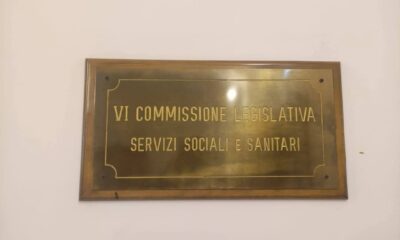 VI COMMISSIONE LEGISLATIVA
SERVIZI SOCIALI E SANITARI